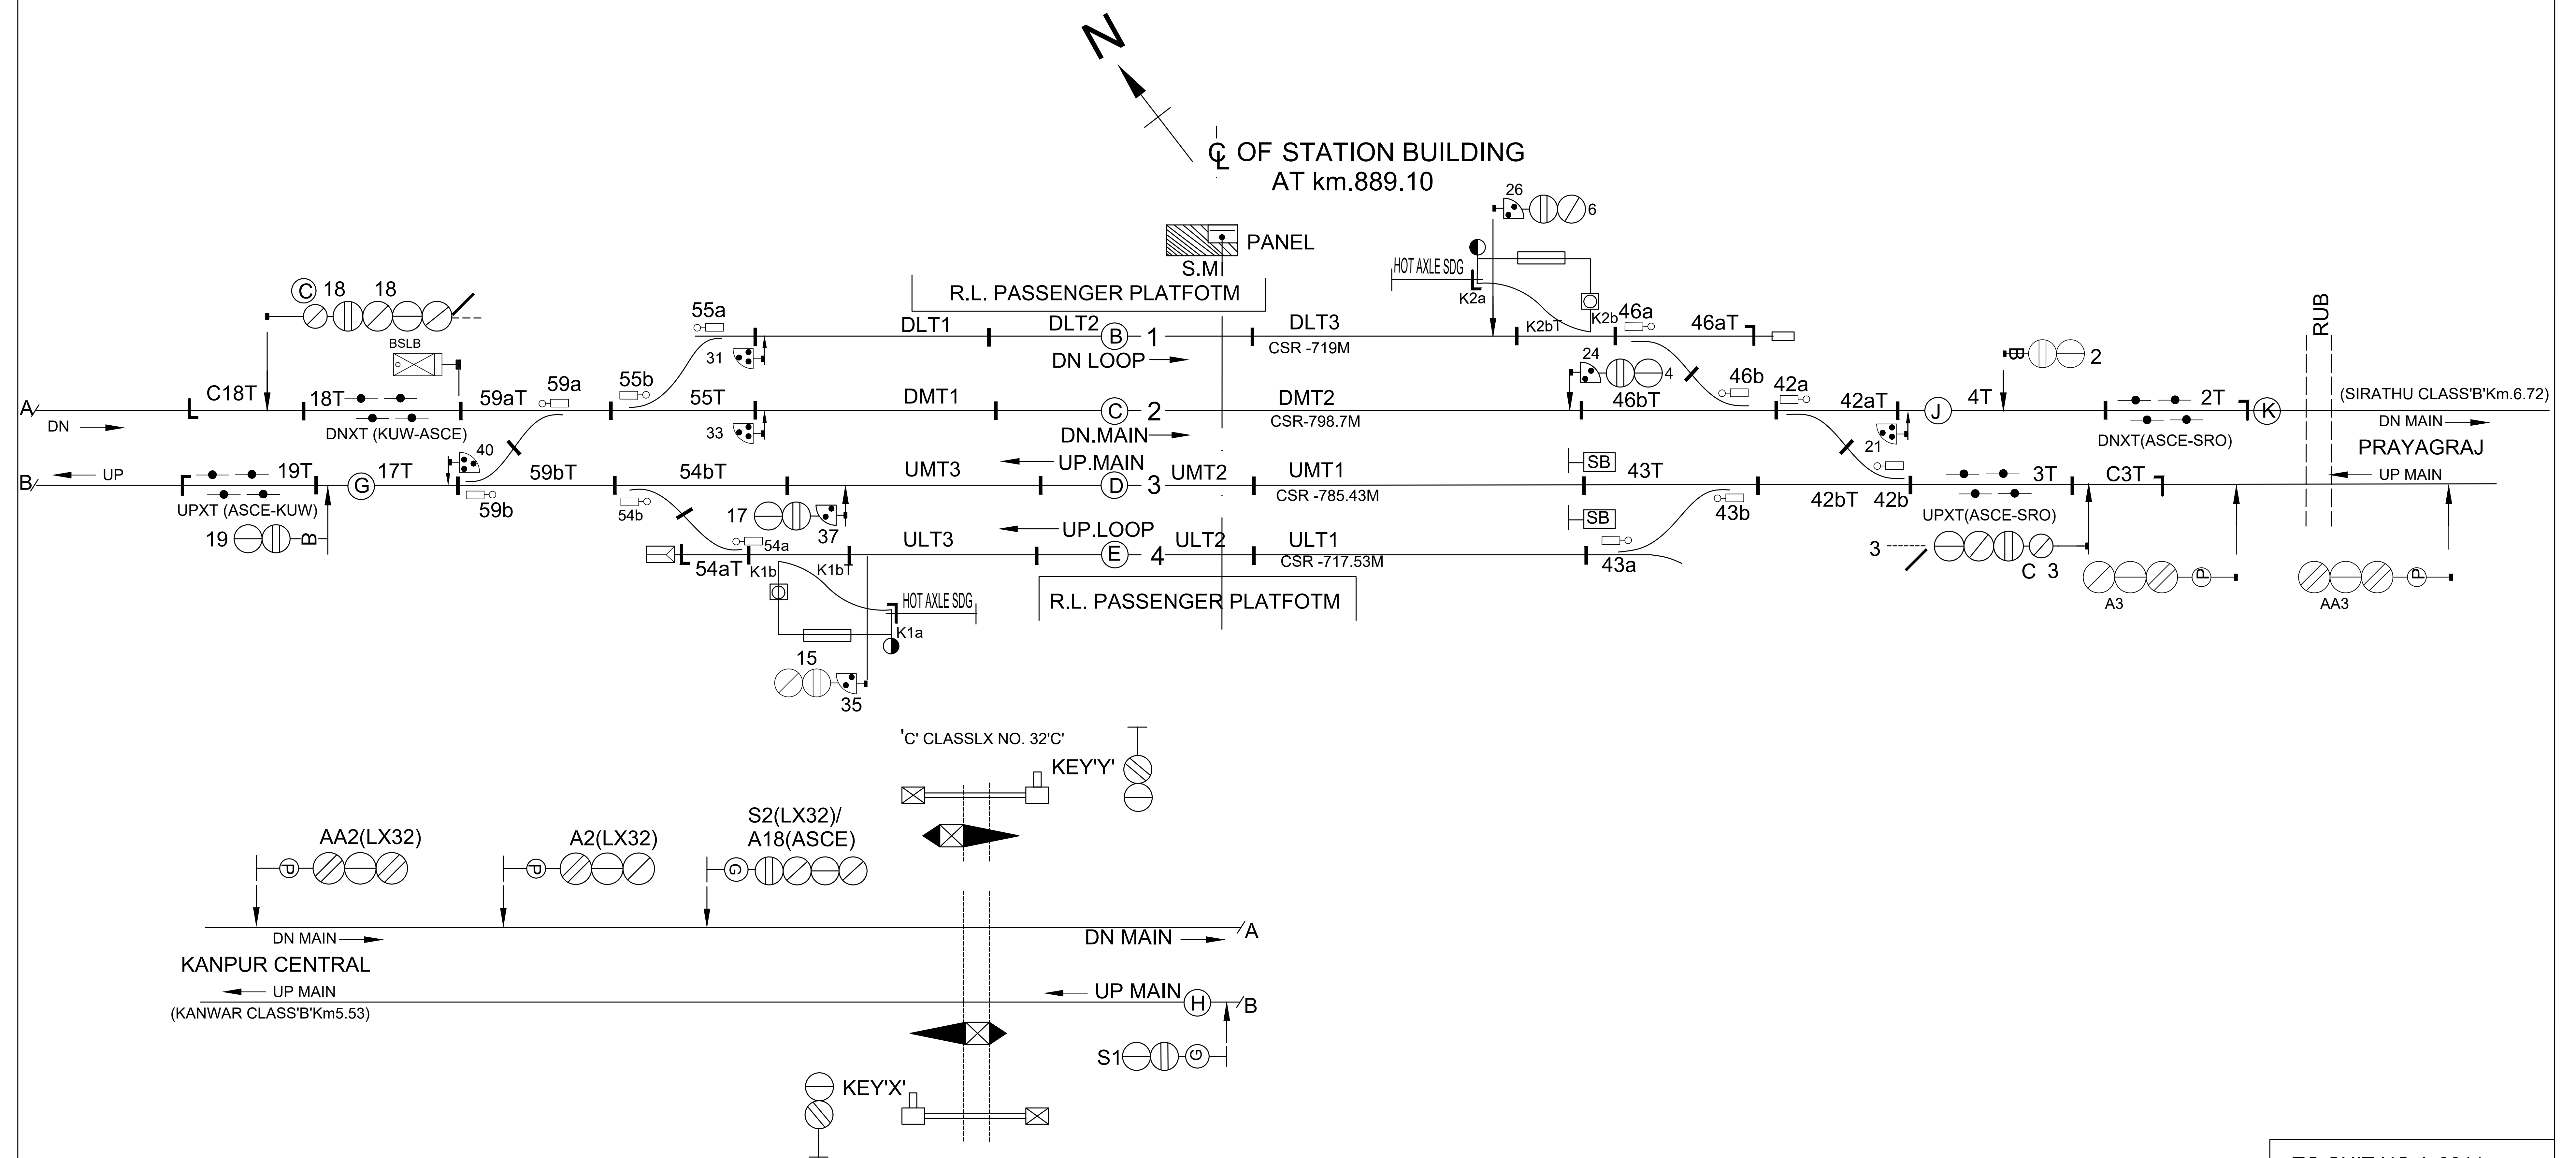 N
℄ OF STATION BUILDING
AT km.889.10
26
6
PANEL
S.M
HOT AXLE SDG
K2a
C 18 18
R.L. PASSENGER PLATFOTM
55a
DLT1
DLT2 B 1
DLT3
K2bT
K2b
46a
46aT
RUB
BSLB
31
DN LOOP
CSR -719M
24
4
B 2
C18T
18T
59aT
59a
55b
55T
DMT1
C 2
DMT2
46bT
46b
42a
42aT
J
4T
2T
K
(SIRATHU CLASS'B'Km.6.72)
A
DN
DNXT (KUW-ASCE)
33
DN.MAIN
CSR-798.7M
21
DNXT(ASCE-SRO)
DN MAIN
PRAYAGRAJ
40
UP.MAIN
SB
B
UP
19T
G
17T
59bT
54bT
UMT3
D 3
UMT2
UMT1
43T
42bT
42b
3T
C3T
UP MAIN
UPXT (ASCE-KUW)
59b
54b
CSR -785.43M
43b
UPXT(ASCE-SRO)
19 B
17
37
UP.LOOP
SB
54a
ULT3
E 4
ULT2
ULT1
3
54aT
K1b
K1bT
CSR -717.53M
43a
C 3
P
A3
P
AA3
HOT AXLE SDG
K1a
R.L. PASSENGER PLATFOTM
15
35
'C' CLASSLX NO. 32'C'
KEY'Y'
AA2(LX32)
A2(LX32)
S2(LX32)/
A18(ASCE)
P
P
G
DN MAIN
DN MAIN
A
KANPUR CENTRAL
UP MAIN
UP MAIN
H
B
(KANWAR CLASS'B'Km5.53)
S1 G
KEY'X'